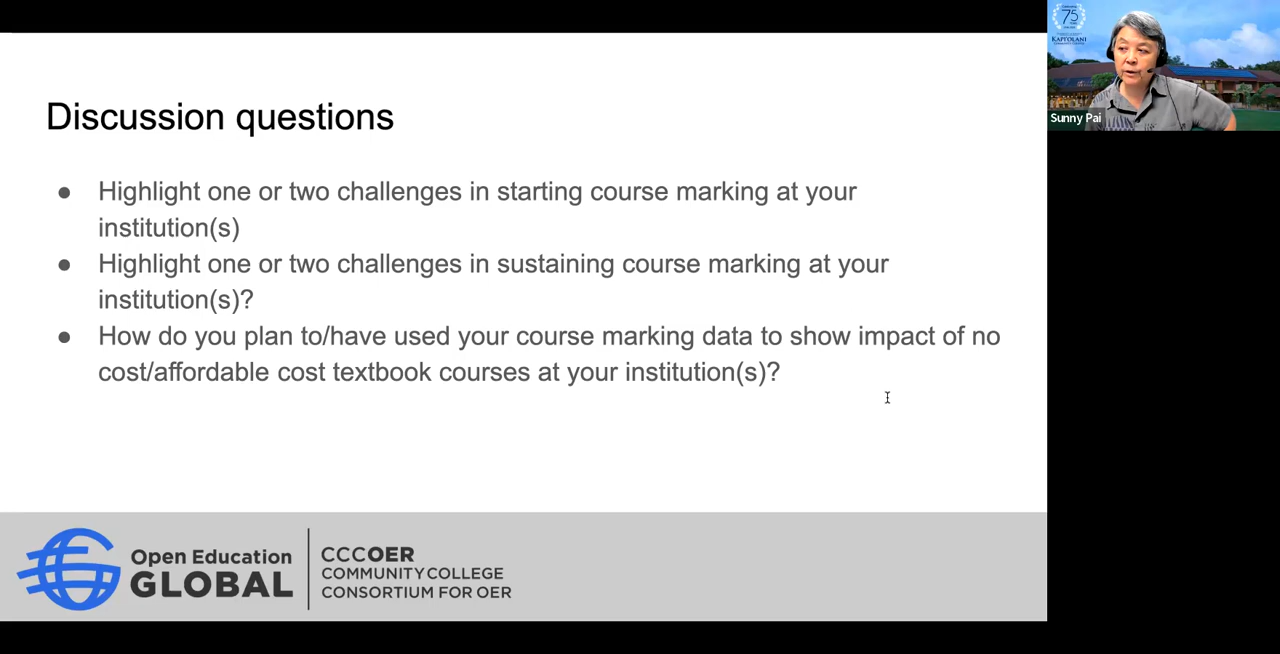 Discussion questions
● Highlight one or two challenges in starting course marking at your
institution(s)
● Highlight one or two challenges in sustaining course marking at your
institution(s)?
● How do you plan to/have used your course marking data to show impact of no
cost/affordable cost textbook courses at your institution(s)?
Open Education
GLOBAL
CCCOER
COMMUNITY COLLEGE
CONSORTIUM FOR OER
75
KAPI'OLANI
Sunny Pai